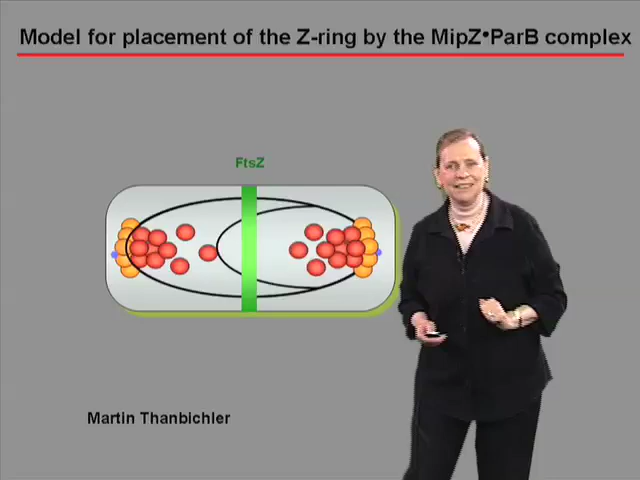 Model for placement of the Z-ring by the MipZ•ParB complex
FtsZ
Martin Thanbichler